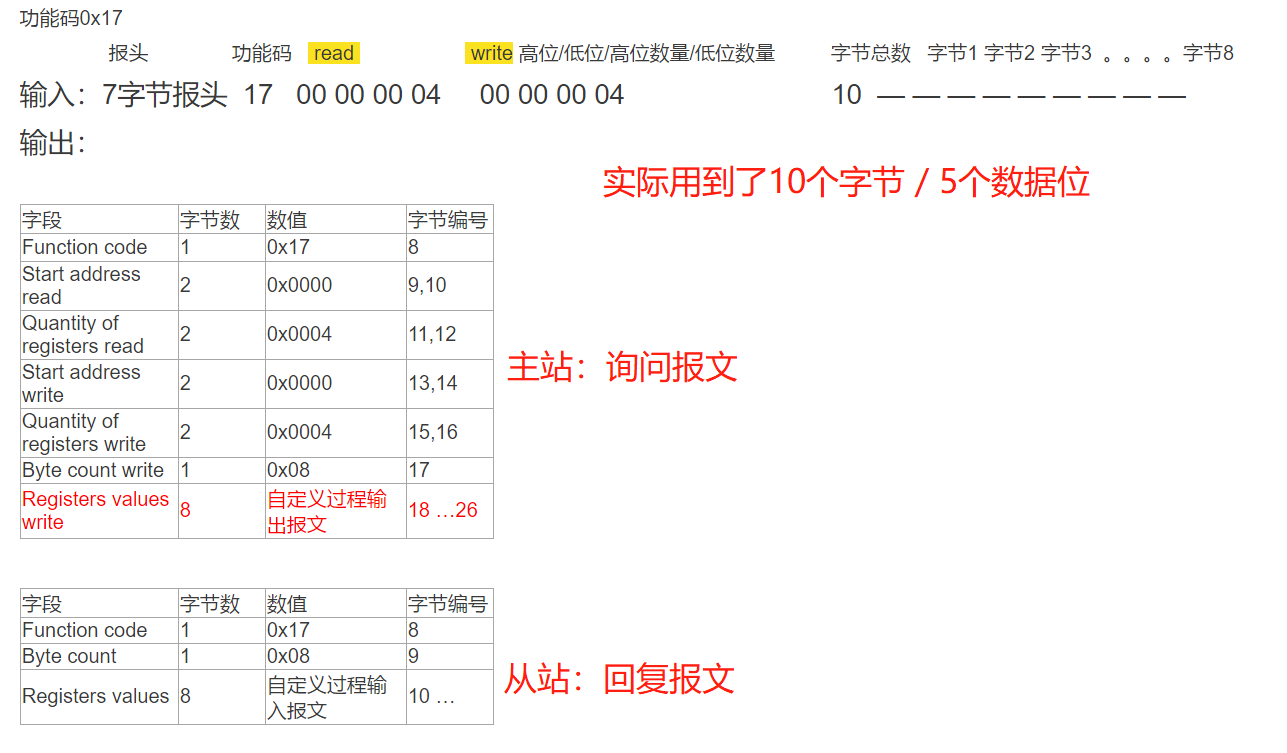 功能码0x17
报头 功能码 read write 高位/低位/高位数量/低位数量 字节总数 字节1 字节2 字节3 。。。。字节8
输入：7字节报头 17 00 00 00 04 00 00 00 04 10 — — — — — — — — —
输出：
实际用到了10个字节 / 5个数据位
字段 字节数 数值 字节编号
Function code 1 0x17 8
Start address
read 2 0x0000 9,10
Quantity of
registers read 2 0x0004 11,12
主站：询问报文
Start address
write 2 0x0000 13,14
Quantity of
registers write 2 0x0004 15,16
Byte count write 1 0x08 17
Registers values
write 8 自定义过程输
出报文 18 …26
字段 字节数 数值 字节编号
Function code 1 0x17 8
Byte count 1 0x08 9
从站：回复报文
Registers values 8 自定义过程输
入报文 10 …